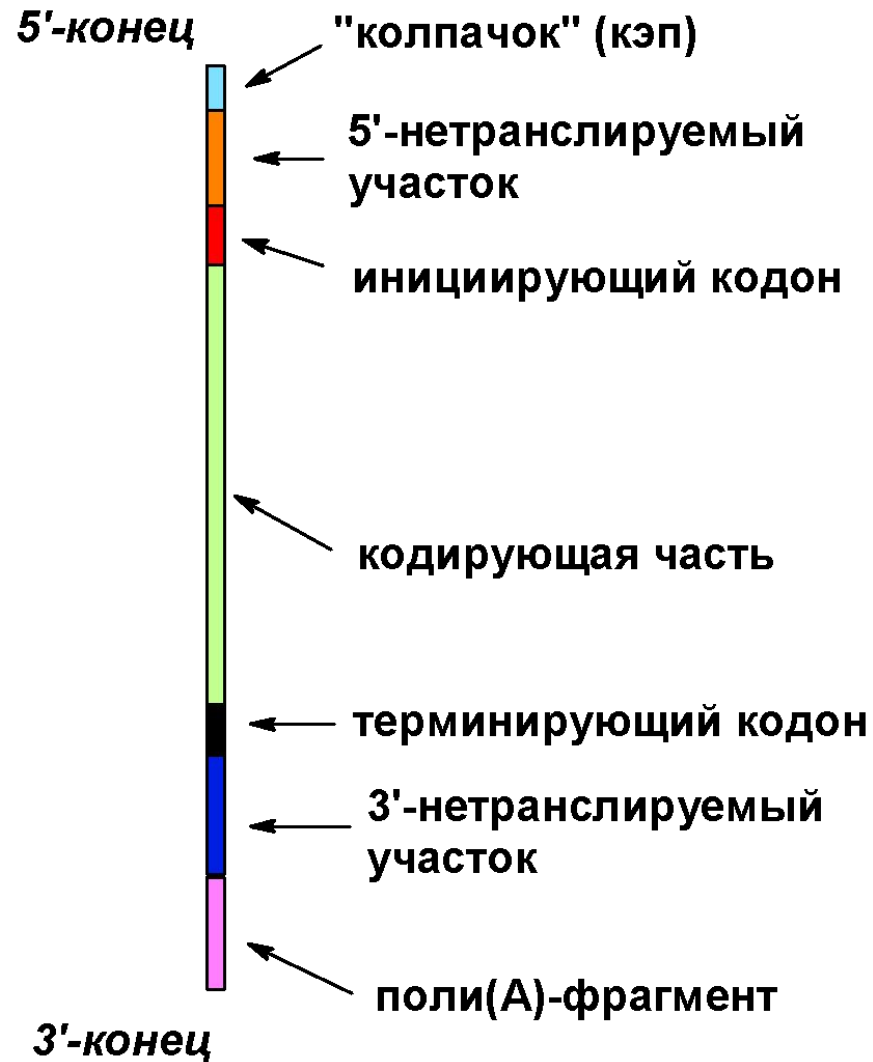 5'-конец
"колпачок" (кэп)
5'-нетранслируемый
участок
инициирующий кодон
кодирующая часть
терминирующий кодон
3'-нетранслируемый
участок
поли(А)-фрагмент
3'-конец